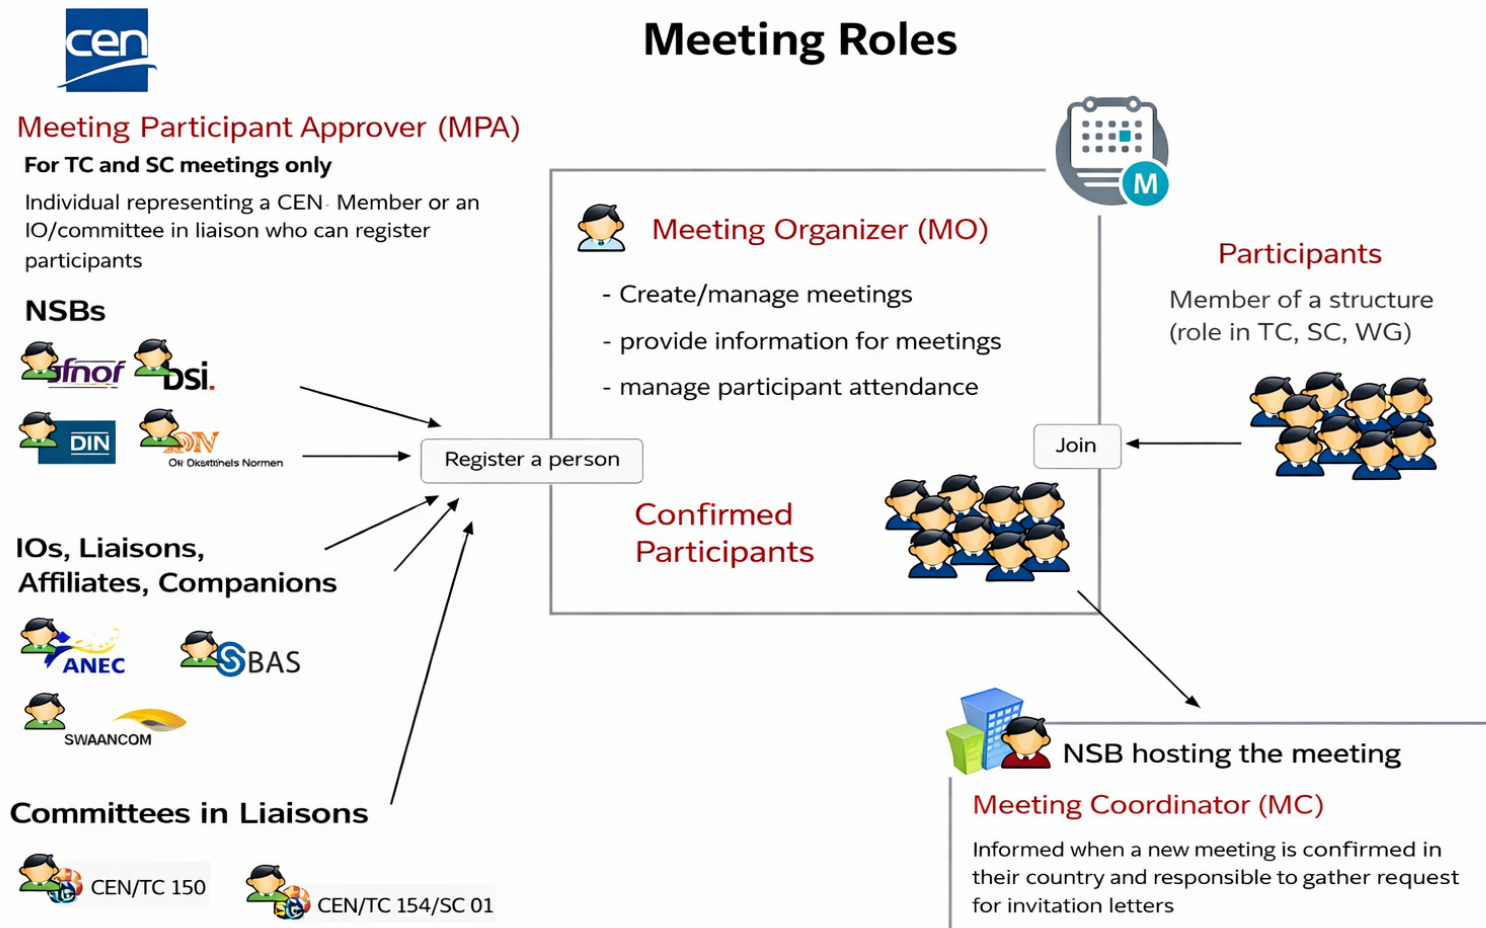 cen
Meeting Roles
Meeting Participant Approver (MPA)
For TC and SC meetings only
Individual representing a CEN Member or an
IO/committee in liaison who can register
participants
NSBs
afnor
bsi.
DIN
ON
IOs, Liaisons,
Affiliates, Companions
ANEC
SBAS
SWAANCOM
Committees in Liaisons
CEN/TC 150
CEN/TC 154/SC 01
Register a person
M
Meeting Organizer (MO)
- Create/manage meetings
- provide information for meetings
- manage participant attendance
Confirmed
Participants
Join
Participants
Member of a structure
(role in TC, SC, WG)
NSB hosting the meeting
Meeting Coordinator (MC)
Informed when a new meeting is confirmed in
their country and responsible to gather request
for invitation letters